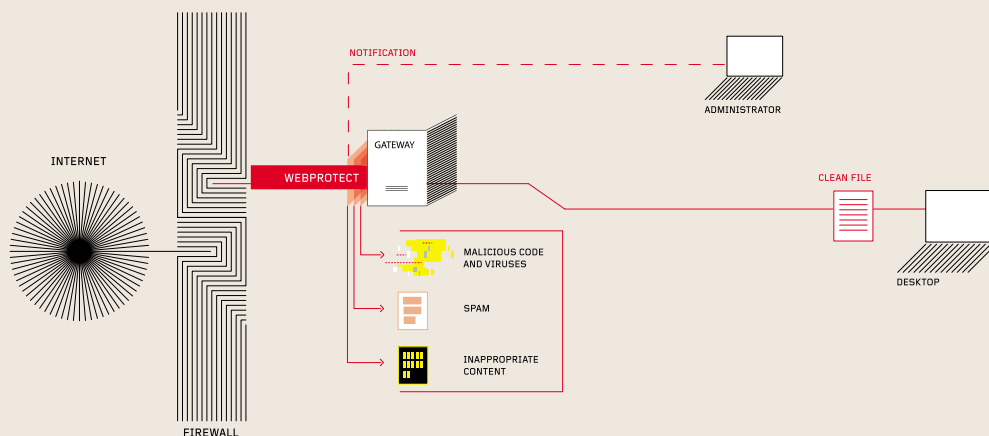 NOTIFICATION
ADMINISTRATOR
INTERNET
GATEWAY
WEBPROTECT
CLEAN FILE
MALICIOUS CODE
AND VIRUSES
DESKTOP
SPAM
INAPPROPRIATE
CONTENT
FIREWALL